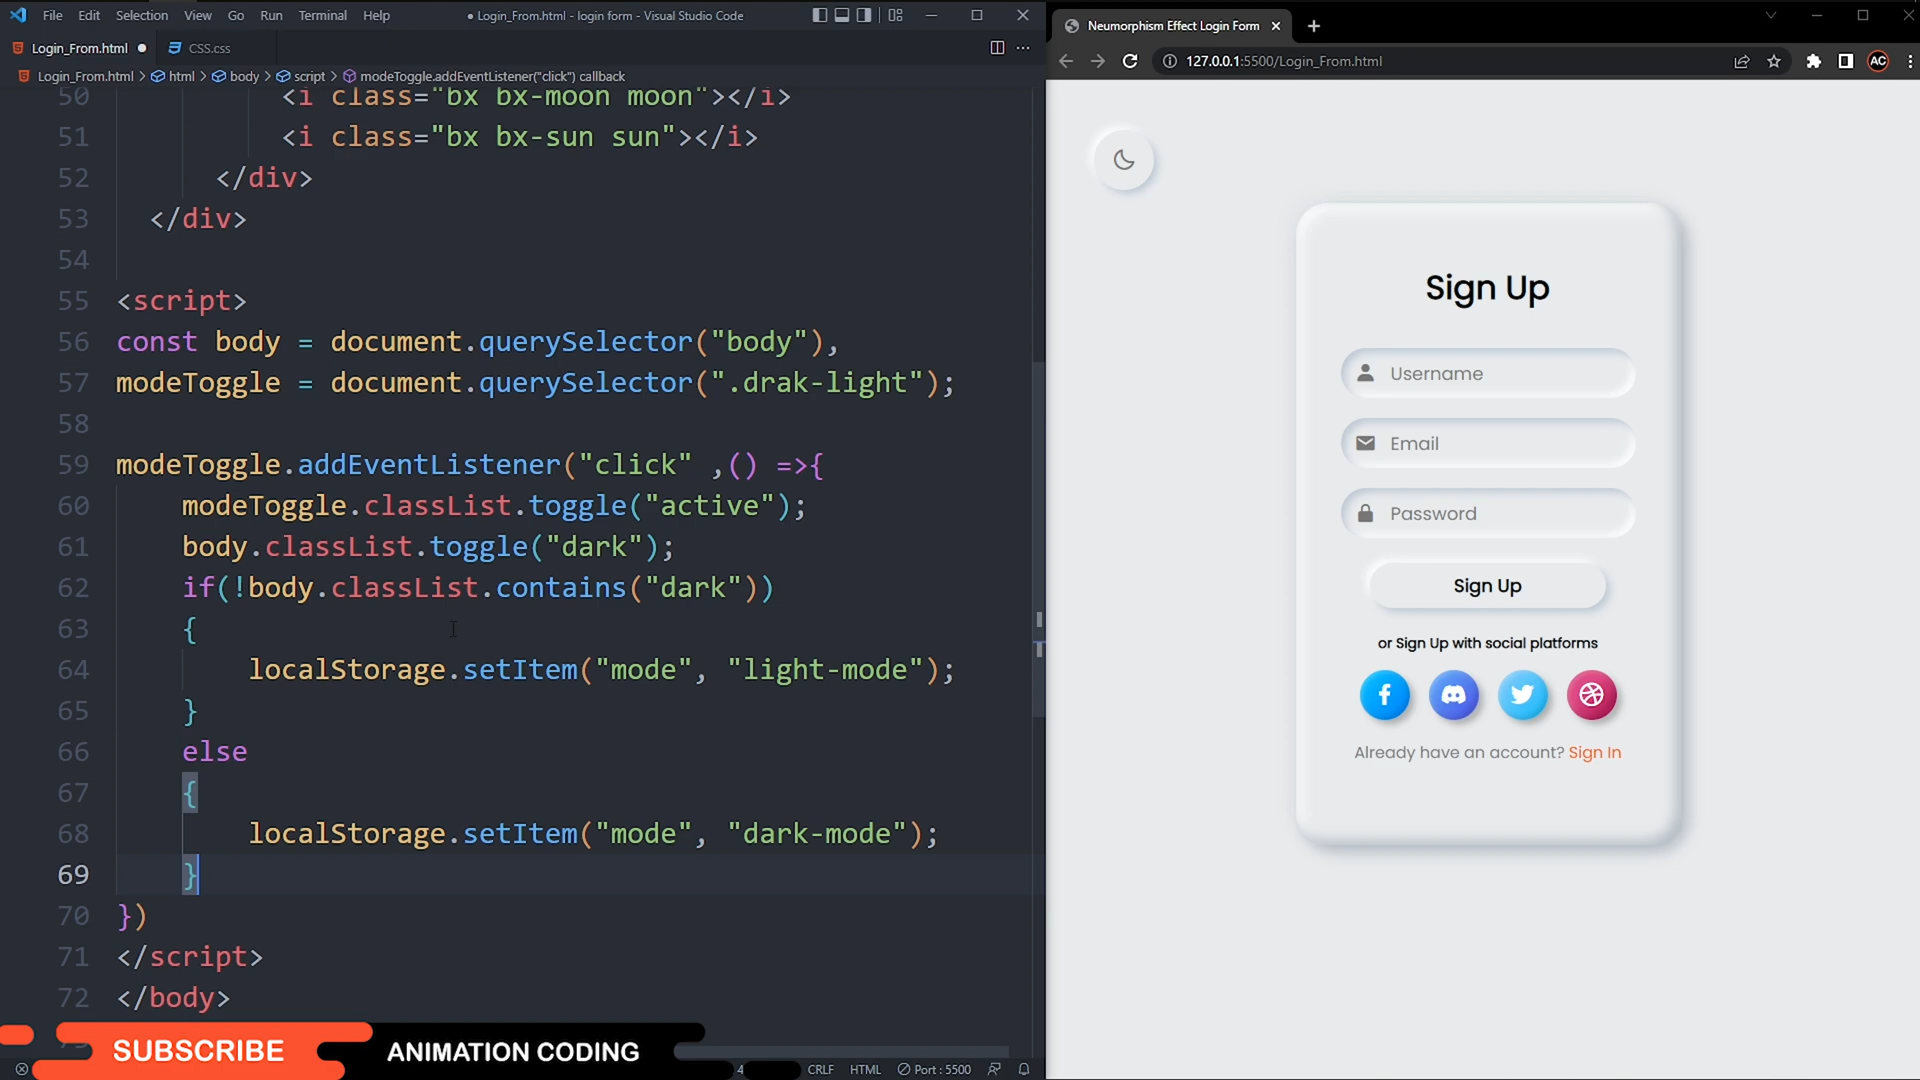 File Edit Selection View Go Run Terminal Help
● Login_From.html - login form - Visual Studio Code
Login_From.html ●
CSS.css
Login_From.html > html > body > script > modeToggle.addEventListener("click") callback
50 <i class="bx bx-moon moon"></i>
51 <i class="bx bx-sun sun"></i>
52 </div>
53 </div>
54
55 <script>
56 const body = document.querySelector("body"),
57 modeToggle = document.querySelector(".drak-light");
58
59 modeToggle.addEventListener("click" ,() =>{
60 modeToggle.classList.toggle("active");
61 body.classList.toggle("dark");
62 if(!body.classList.contains("dark"))
63 {
64 localStorage.setItem("mode", "light-mode");
65 }
66 else
67 {
68 localStorage.setItem("mode", "dark-mode");
69 }
70 })
71 </script>
72 </body>
SUBSCRIBE
ANIMATION CODING
4
CRLF
HTML
Port : 5500
Neumorphism Effect Login Form
127.0.0.1:5500/Login_From.html
AC
Sign Up
Username
Email
Password
Sign Up
or Sign Up with social platforms
Already have an account? Sign In